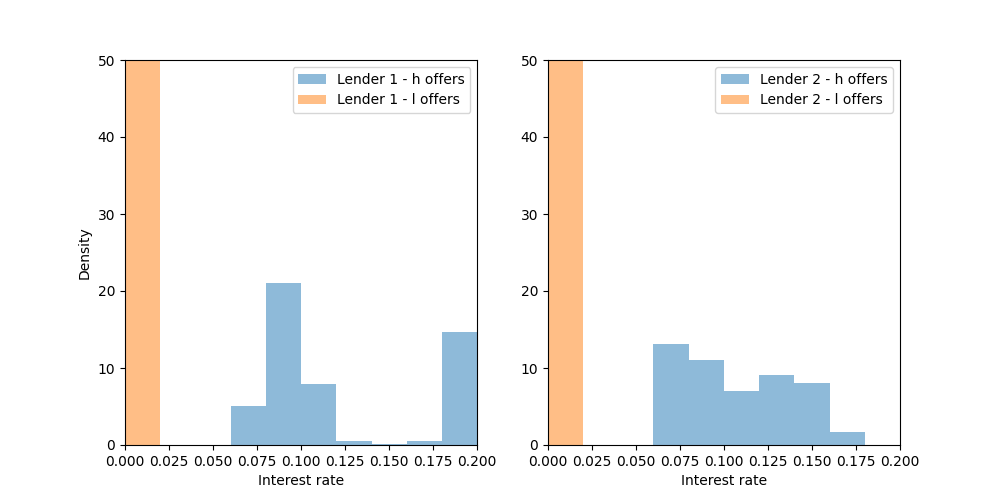 Lender 1 - h offers
Lender 1 - l offers
50
40
30
20
10
0
Density
0.000 0.025 0.050 0.075 0.100 0.125 0.150 0.175 0.200
Interest rate
Lender 2 - h offers
Lender 2 - l offers
50
40
30
20
10
0
0.000 0.025 0.050 0.075 0.100 0.125 0.150 0.175 0.200
Interest rate